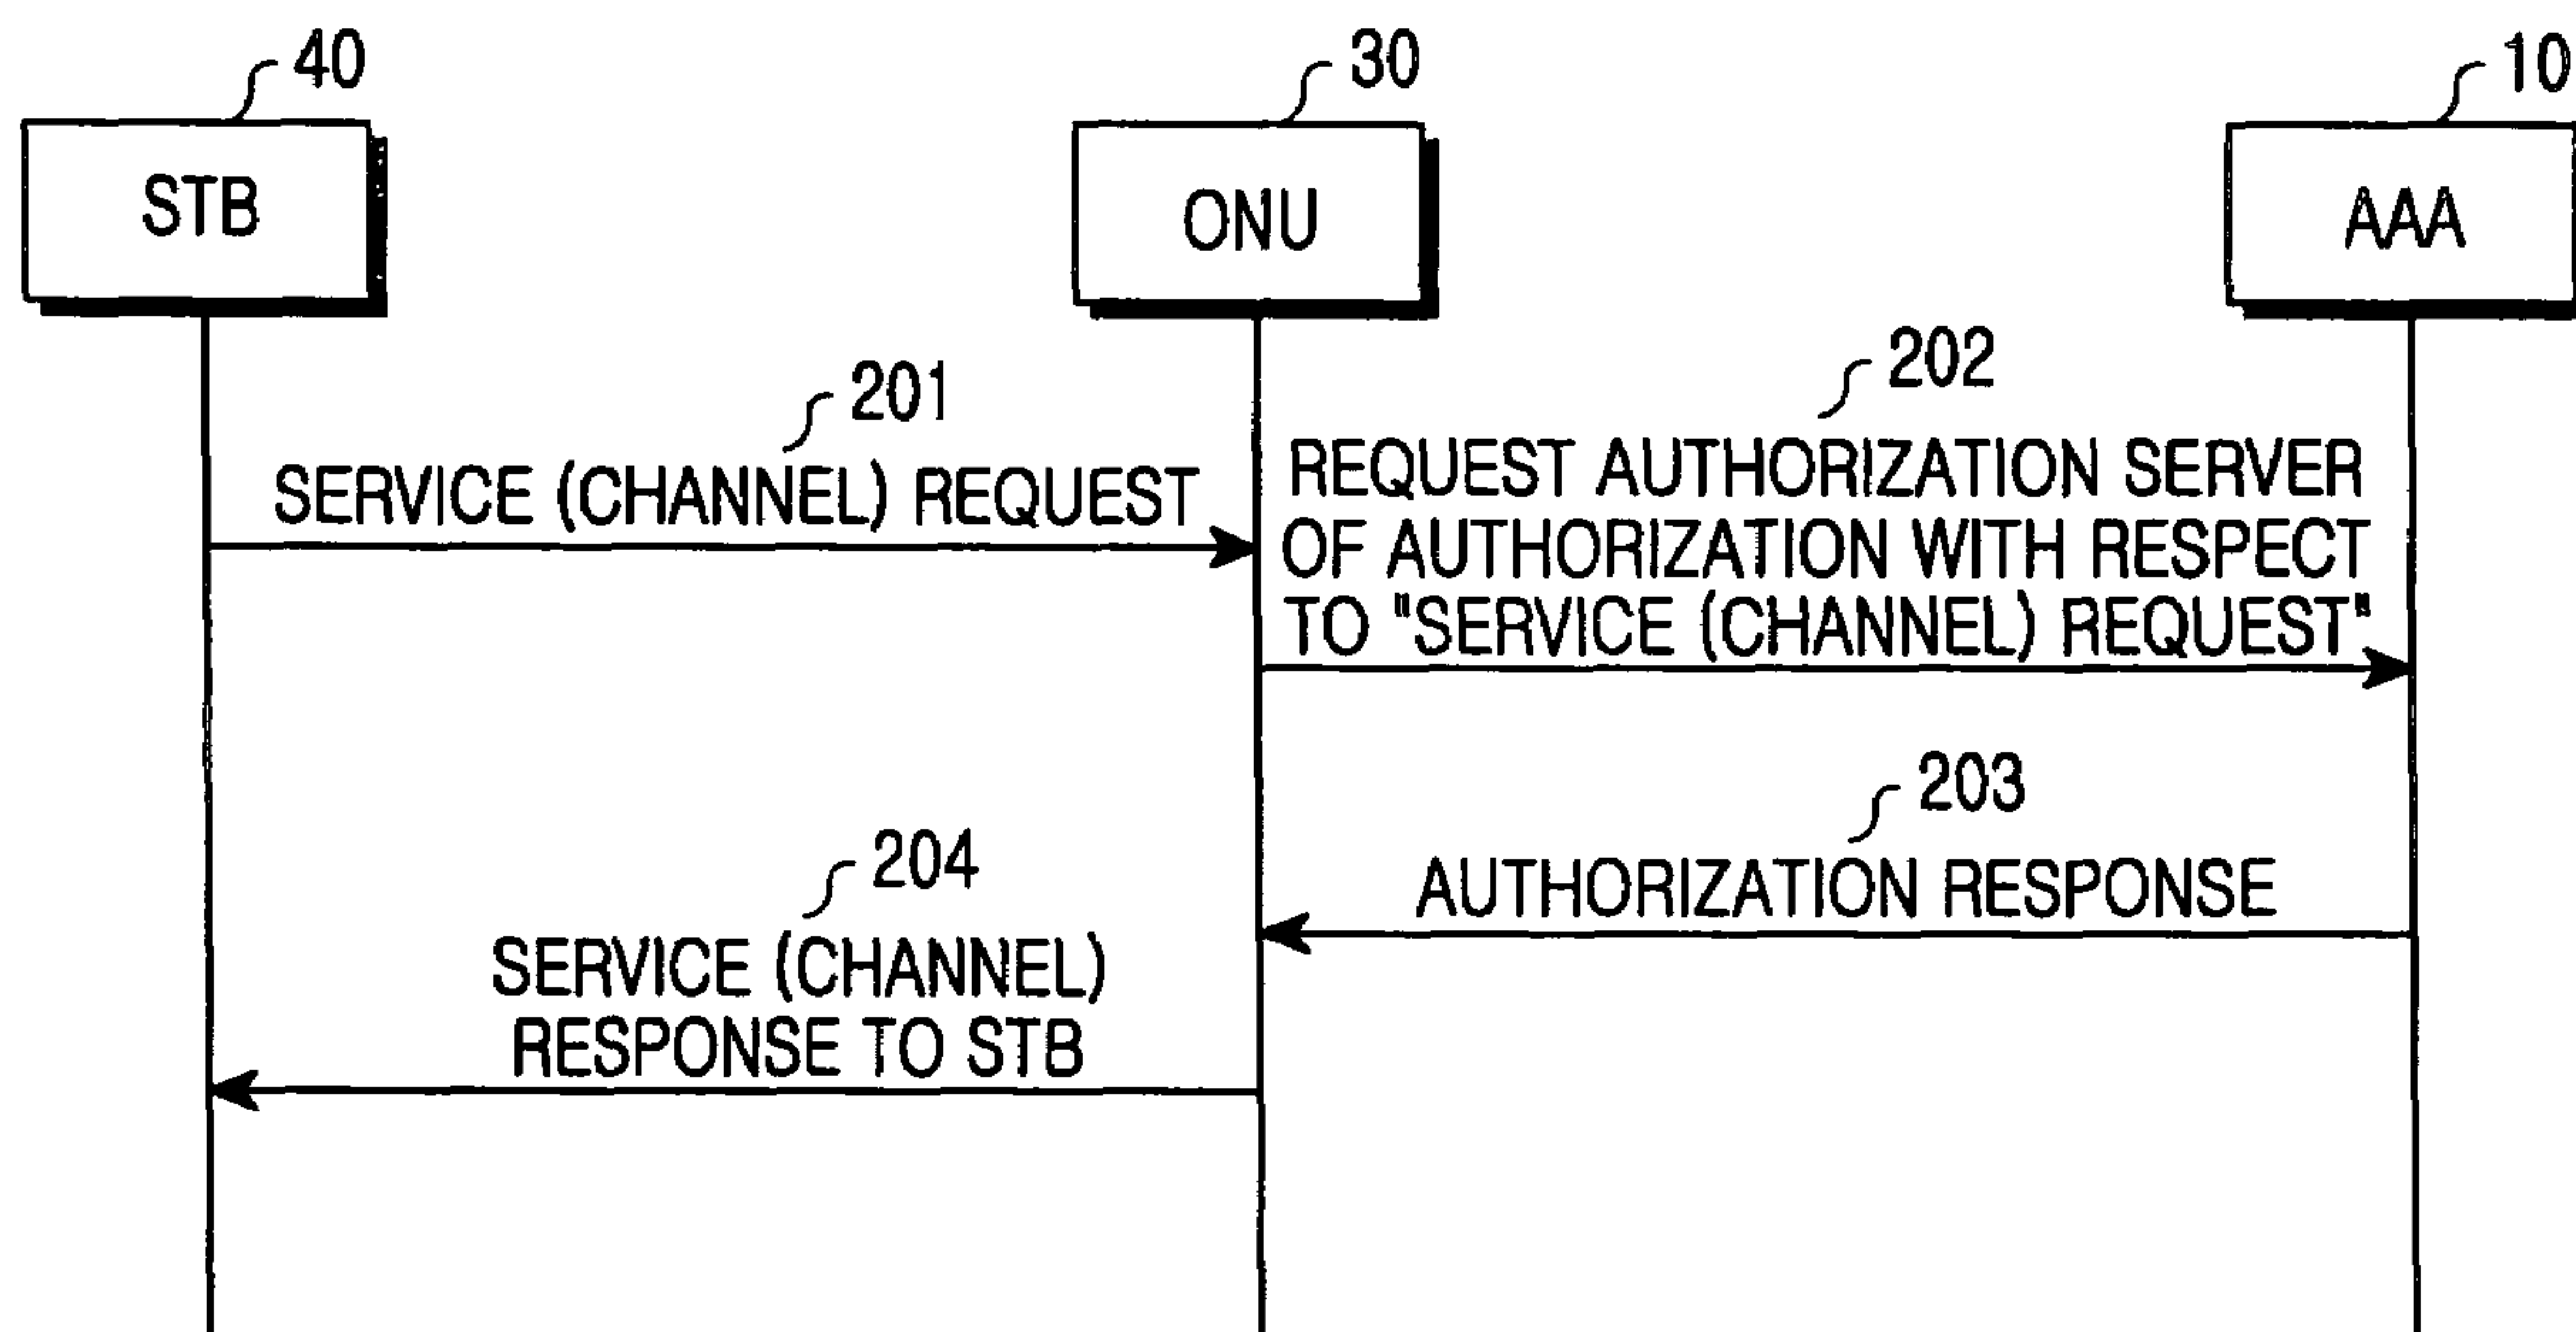 40
30
10
STB
ONU
AAA
201
SERVICE (CHANNEL) REQUEST
202
REQUEST AUTHORIZATION SERVER
OF AUTHORIZATION WITH RESPECT
TO "SERVICE (CHANNEL) REQUEST"
203
AUTHORIZATION RESPONSE
204
SERVICE (CHANNEL)
RESPONSE TO STB